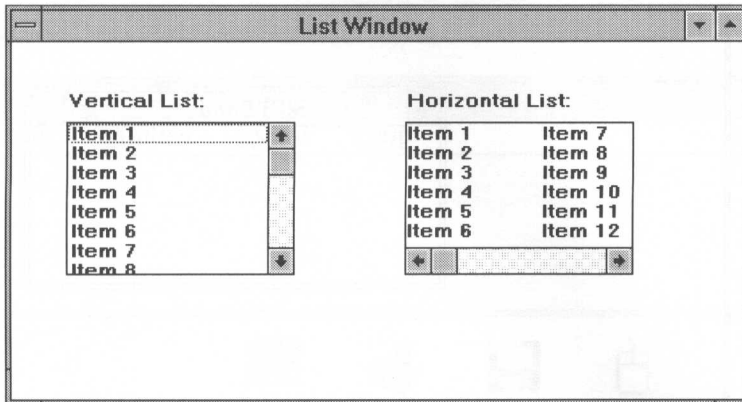 List Window
Vertical List:
Item 1
Item 2
Item 3
Item 4
Item 5
Item 6
Item 7
Item 8
Horizontal List:
Item 1 Item 7
Item 2 Item 8
Item 3 Item 9
Item 4 Item 10
Item 5 Item 11
Item 6 Item 12